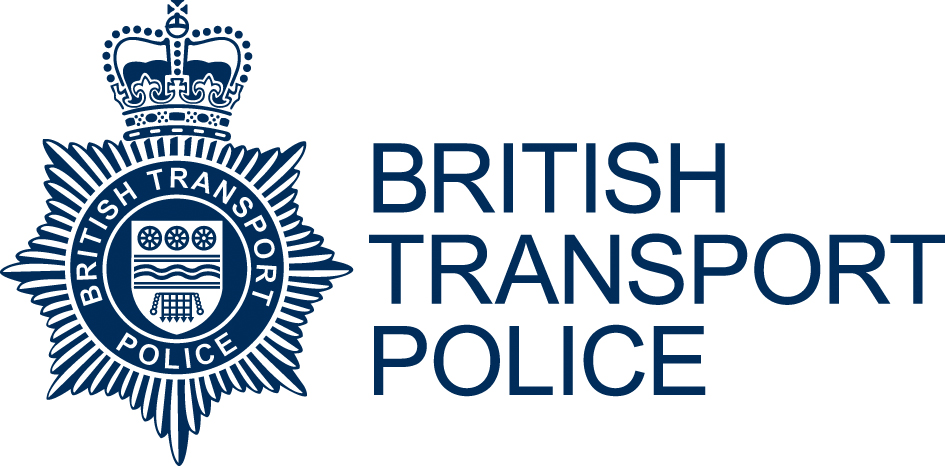 BRITISH TRANSPORT
POLICE
BRITISH
TRANSPORT
POLICE